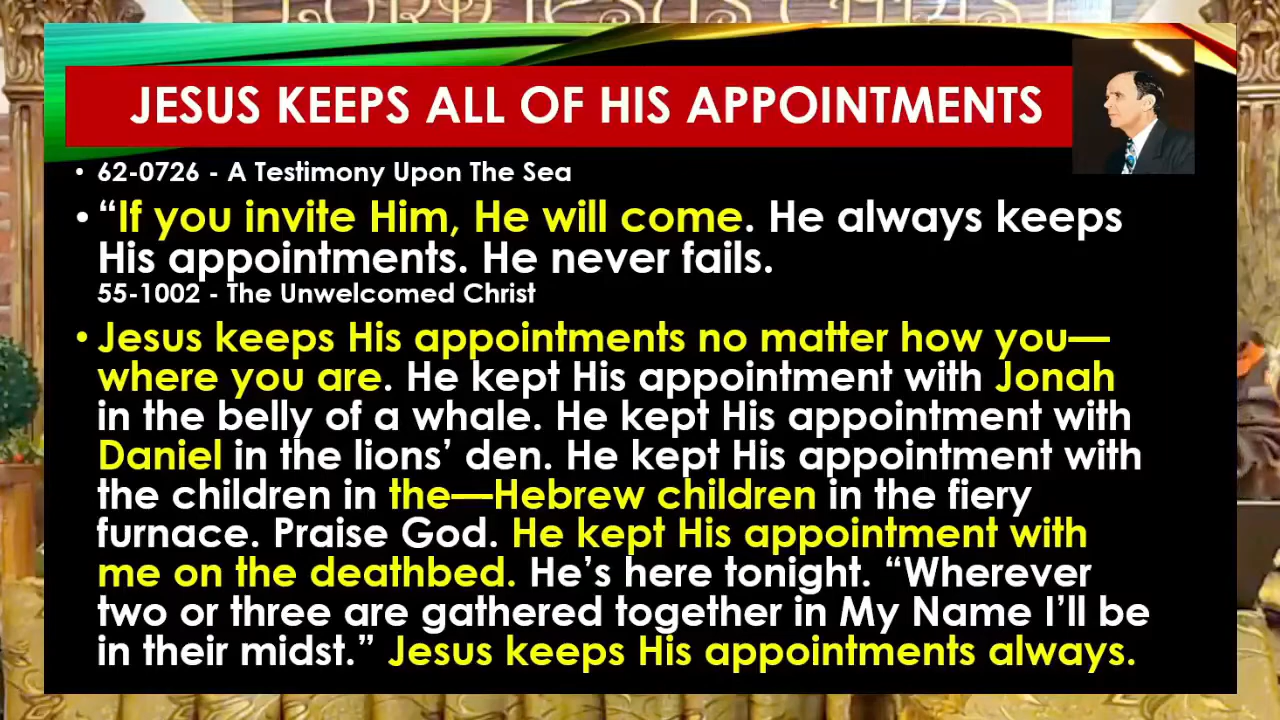 JESUS KEEPS ALL OF HIS APPOINTMENTS
• 62-0726 - A Testimony Upon The Sea
• “If you invite Him, He will come. He always keeps
His appointments. He never fails.
55-1002 - The Unwelcomed Christ
• Jesus keeps His appointments no matter how you—
where you are. He kept His appointment with Jonah
in the belly of a whale. He kept His appointment with
Daniel in the lions’ den. He kept His appointment with
the children in the—Hebrew children in the fiery
furnace. Praise God. He kept His appointment with
me on the deathbed. He’s here tonight. “Wherever
two or three are gathered together in My Name I’ll be
in their midst.” Jesus keeps His appointments always.